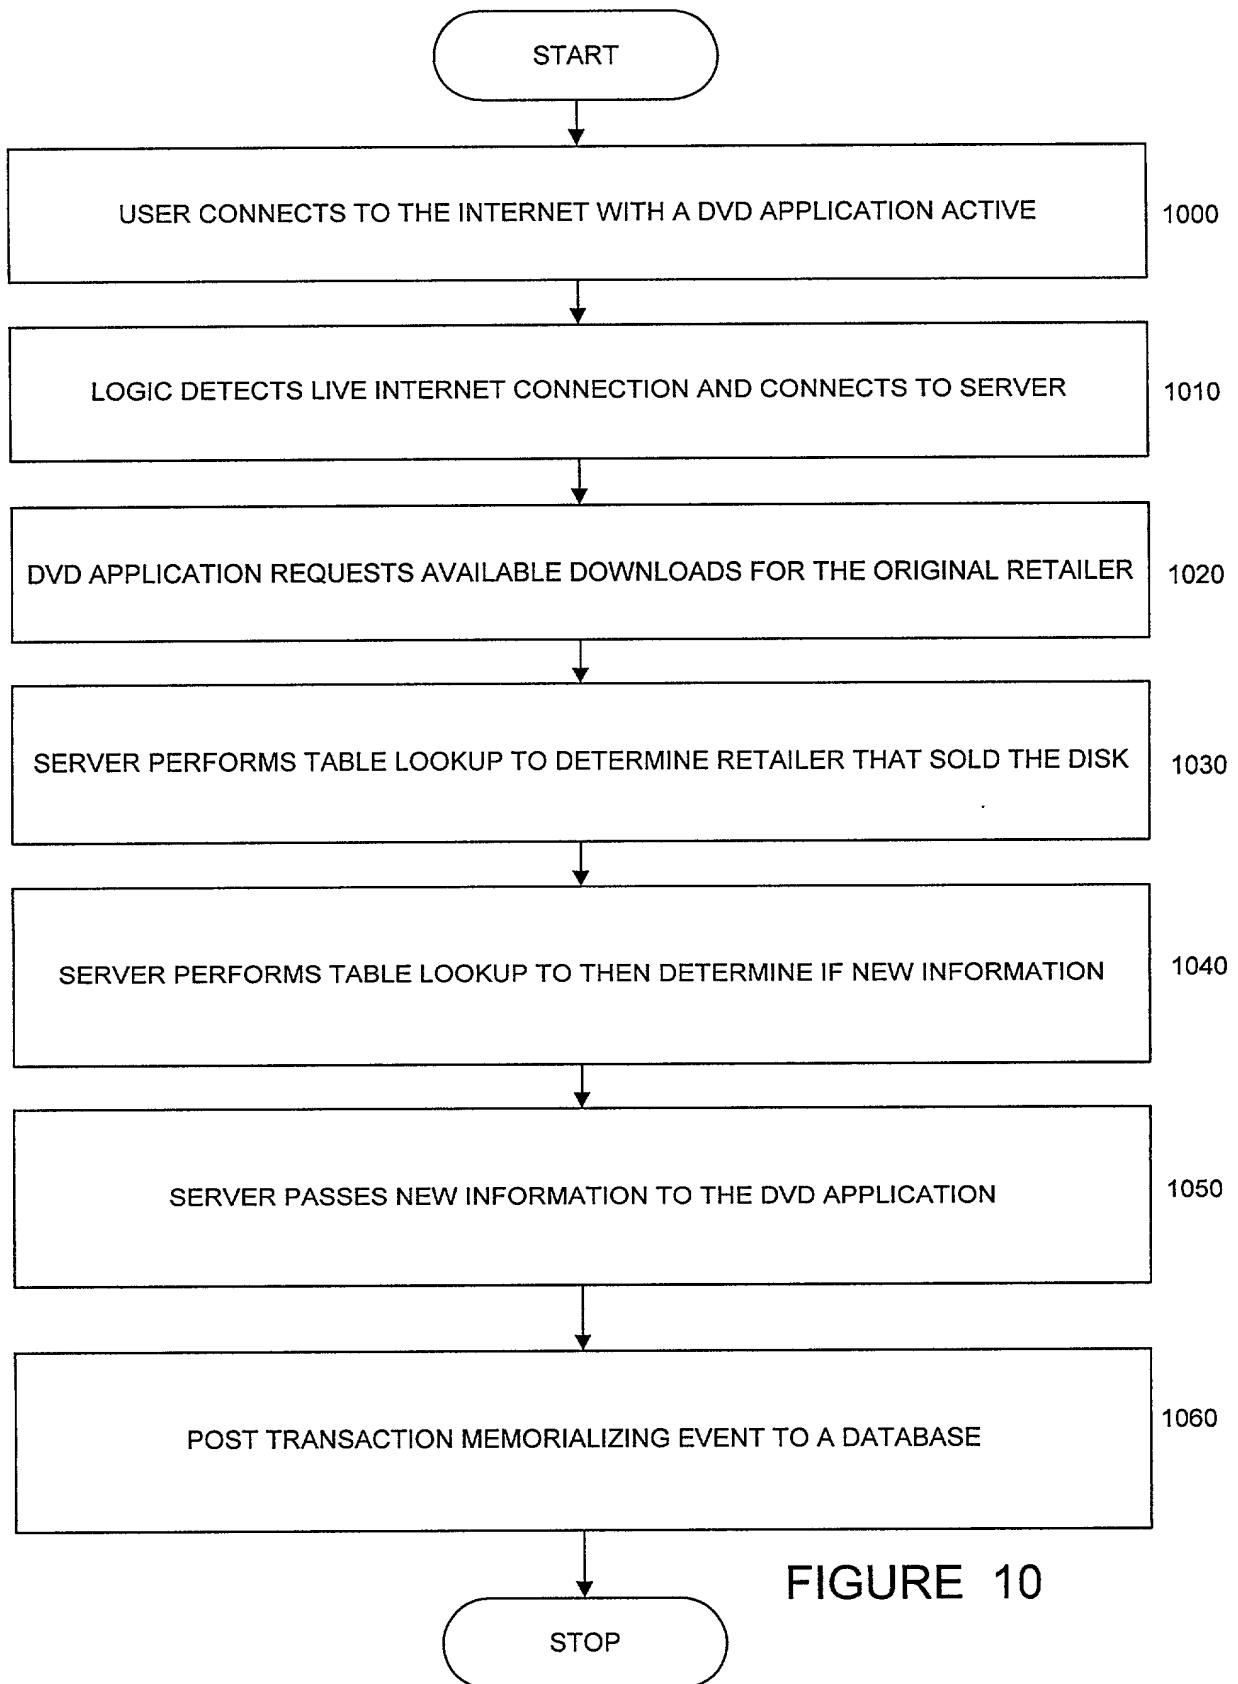 START
USER CONNECTS TO THE INTERNET WITH A DVD APPLICATION ACTIVE
1000
LOGIC DETECTS LIVE INTERNET CONNECTION AND CONNECTS TO SERVER
1010
DVD APPLICATION REQUESTS AVAILABLE DOWNLOADS FOR THE ORIGINAL RETAILER
1020
SERVER PERFORMS TABLE LOOKUP TO DETERMINE RETAILER THAT SOLD THE DISK
1030
SERVER PERFORMS TABLE LOOKUP TO THEN DETERMINE IF NEW INFORMATION
1040
SERVER PASSES NEW INFORMATION TO THE DVD APPLICATION
1050
POST TRANSACTION MEMORIALIZING EVENT TO A DATABASE
1060
FIGURE 10
STOP